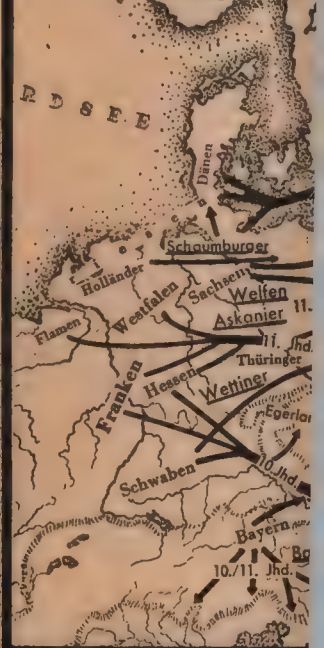 RDSEE
Dänen
Schaumburger
Holländer
Sachsen
Westfalen
Welfen
11.
Askanier
Flamen
11. Jhd.
Thüringer
Franken
Hessen
Wettiner
Egerlan
10. Jhd.
Schwaben
Bayern
Ba
10./11. Jhd.